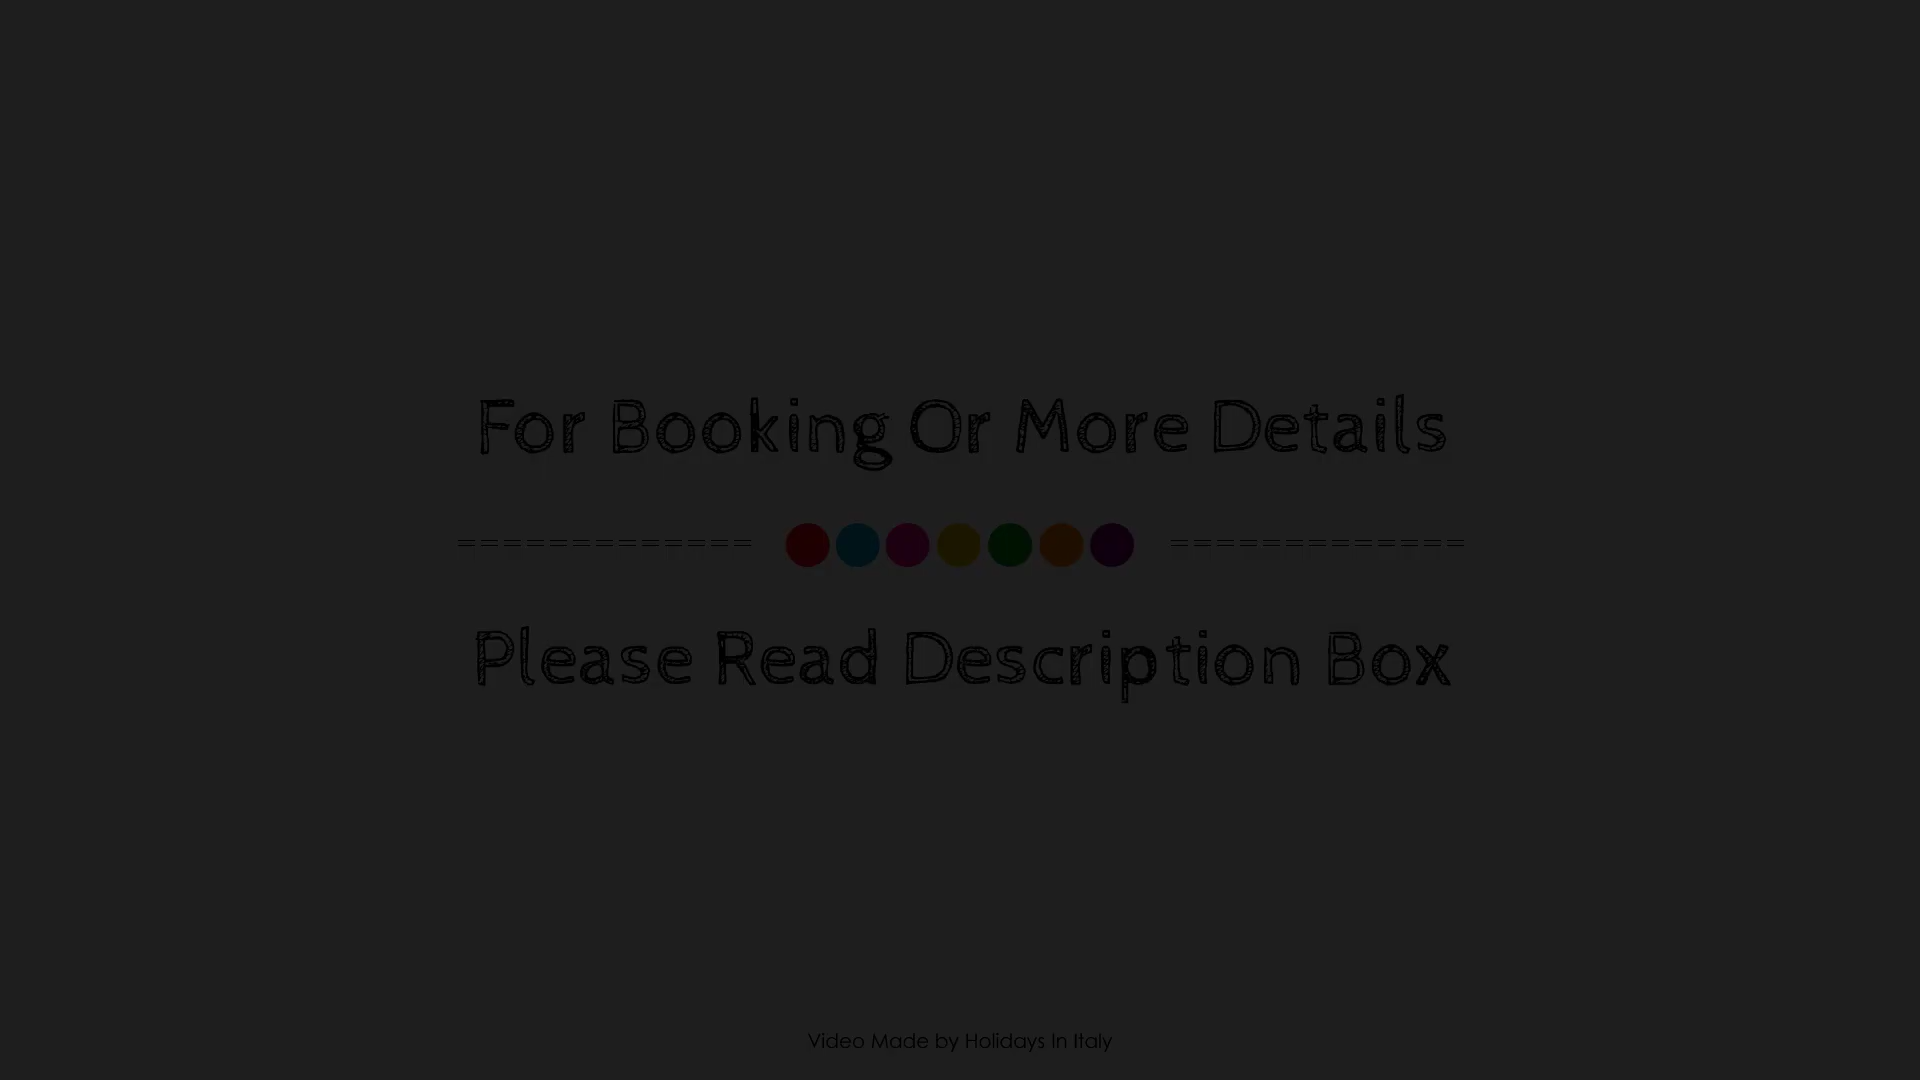 For Booking Or More Details
============= =============
Please Read Description Box
Video Made by Holidays In Italy